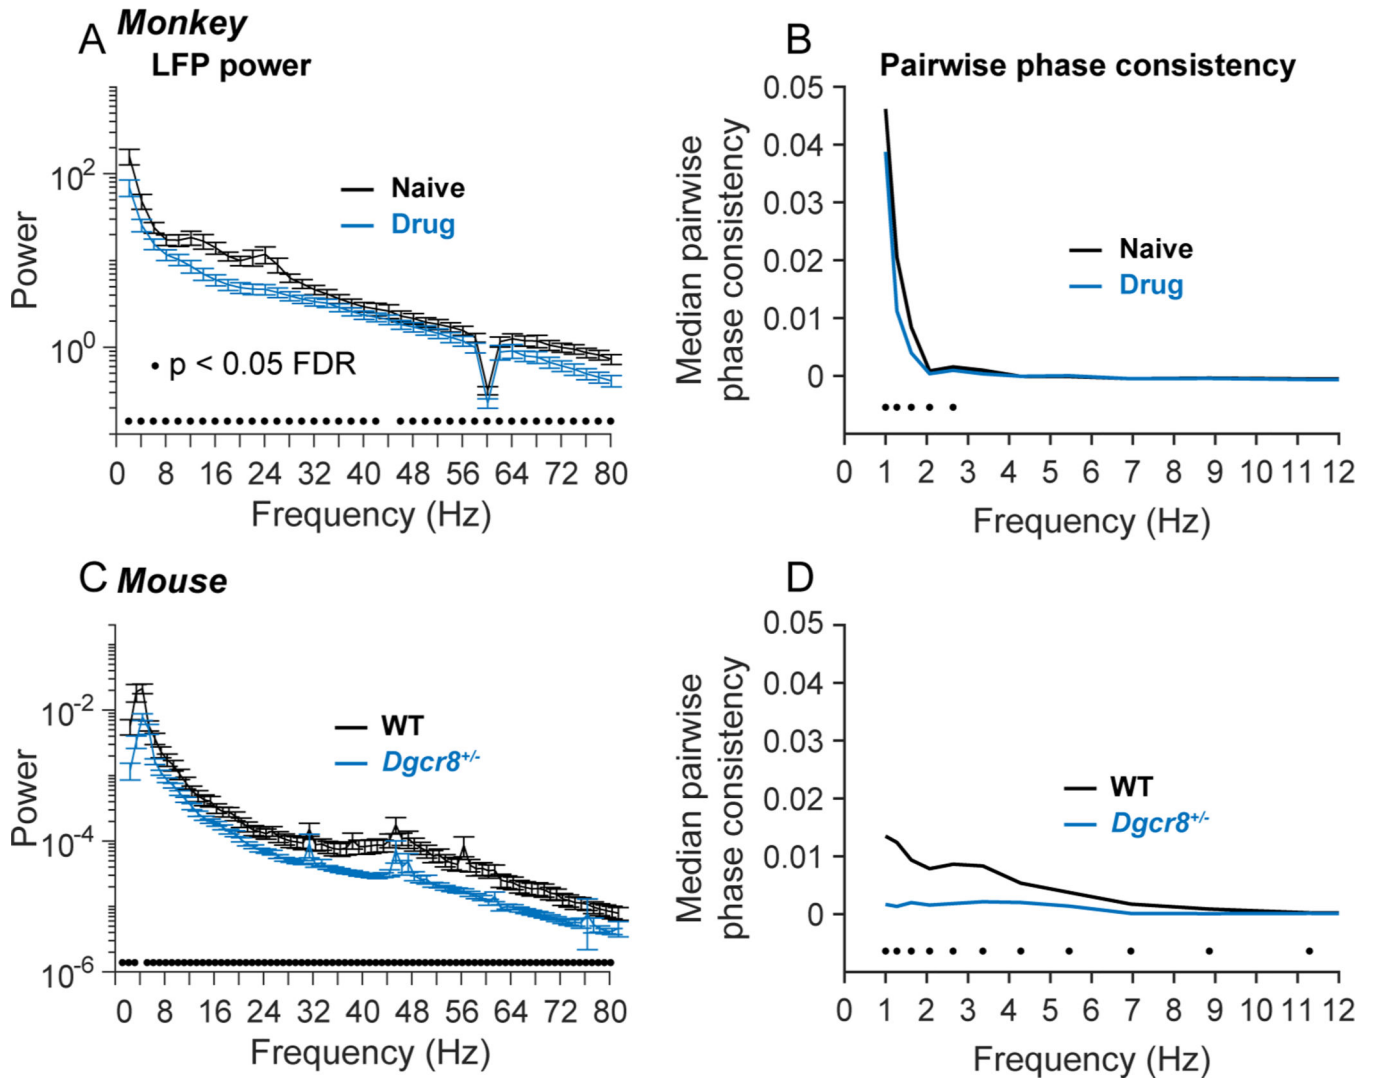 A Monkey
LFP power
10²
10⁰
Power
Naive
Drug
• p < 0.05 FDR
0 8 16 24 32 40 48 56 64 72 80
Frequency (Hz)
B
Pairwise phase consistency
0.05
0.04
0.03
0.02
0.01
0
Median pairwise
phase consistency
Naive
Drug
0 1 2 3 4 5 6 7 8 9 10 11 12
Frequency (Hz)
C Mouse
10⁻²
10⁻⁴
10⁻⁶
Power
WT
Dgcr8⁺/⁻
0 8 16 24 32 40 48 56 64 72 80
Frequency (Hz)
D
0.05
0.04
0.03
0.02
0.01
0
Median pairwise
phase consistency
WT
Dgcr8⁺/⁻
0 1 2 3 4 5 6 7 8 9 10 11 12
Frequency (Hz)